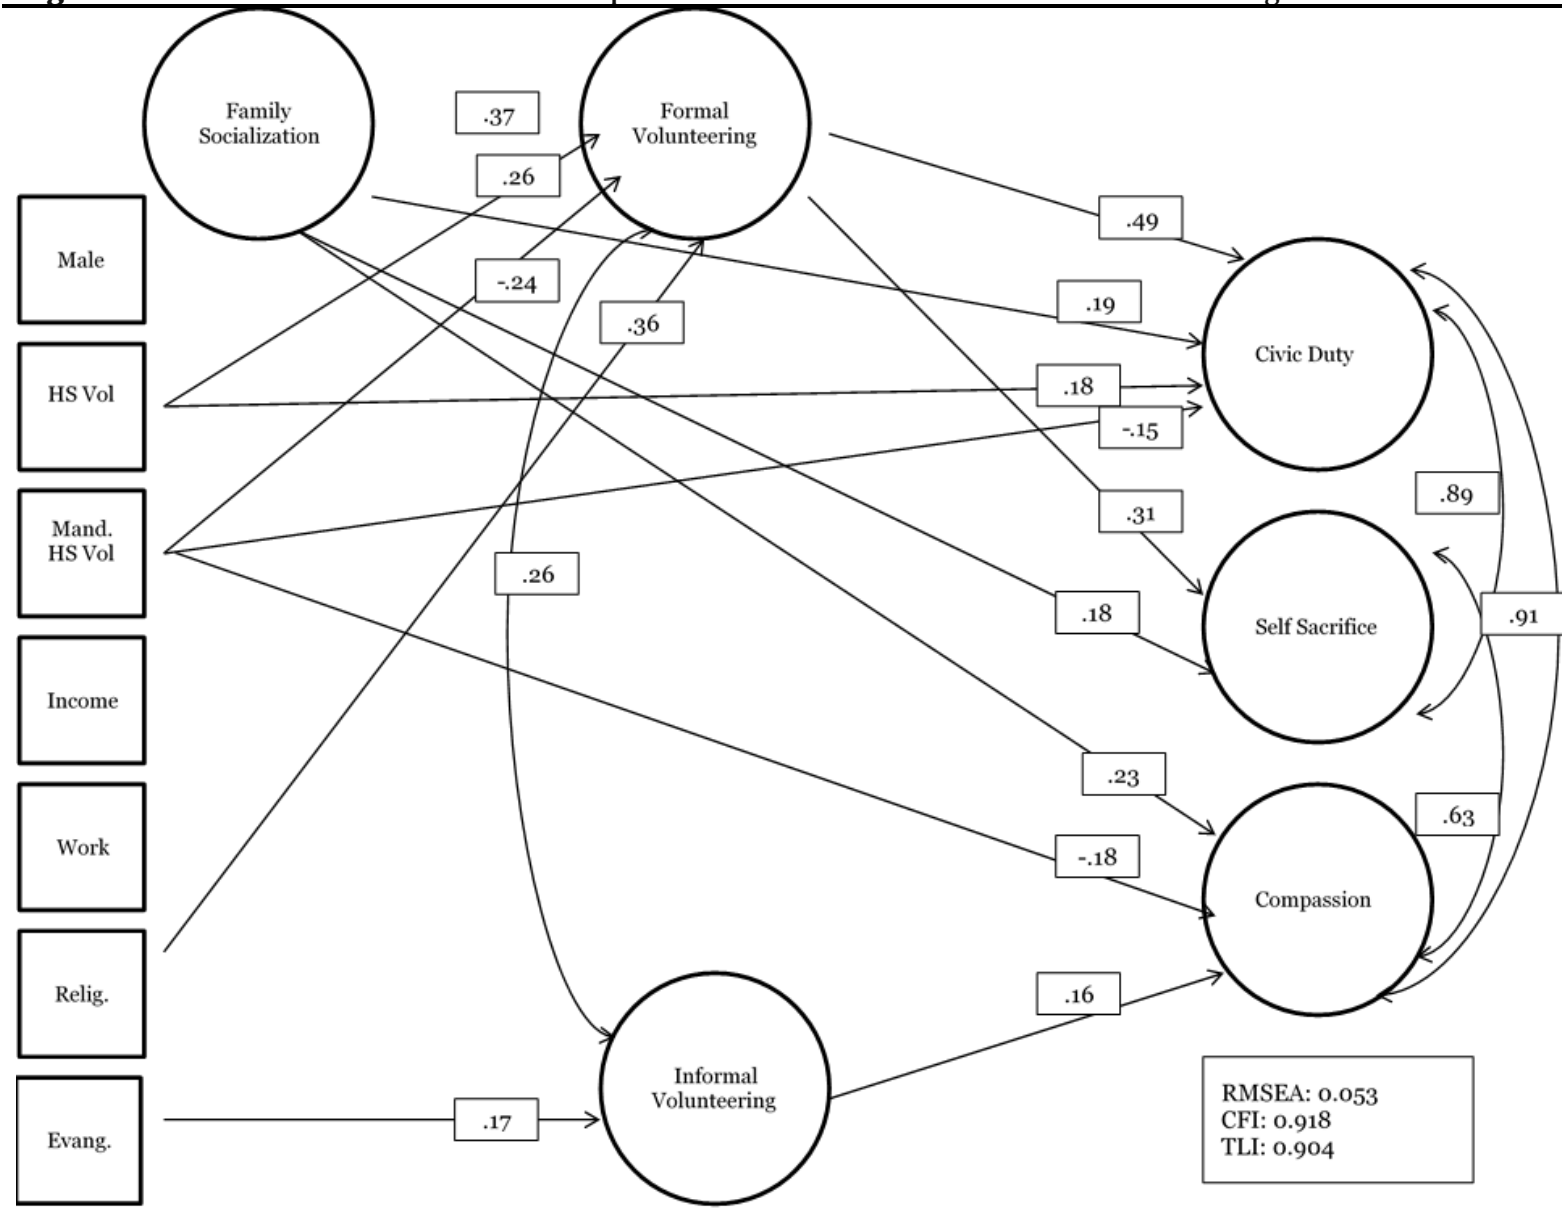 Family
Socialization
Formal
Volunteering
.37
.26
-.24
.36
.49
.19
.18
-.15
.31
.18
.23
-.18
.16
.26
.17
Male
HS Vol
Mand.
HS Vol
Income
Work
Relig.
Evang.
Informal
Volunteering
Civic Duty
Self Sacrifice
Compassion
.89
.91
.63
RMSEA: 0.053
CFI: 0.918
TLI: 0.904